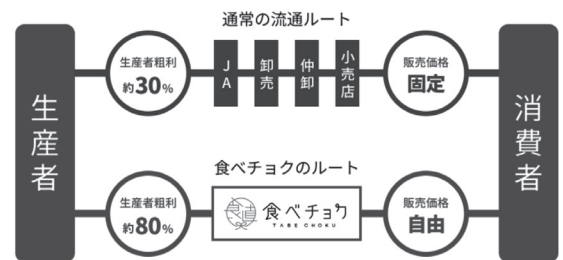 通常の流通ルート
生産者
生産者粗利
約30%
JA
卸売
仲卸
小売店
販売価格
固定
消費者
食べチョクのルート
生産者粗利
約80%
食べチョク
TABE CHOKU
販売価格
自由